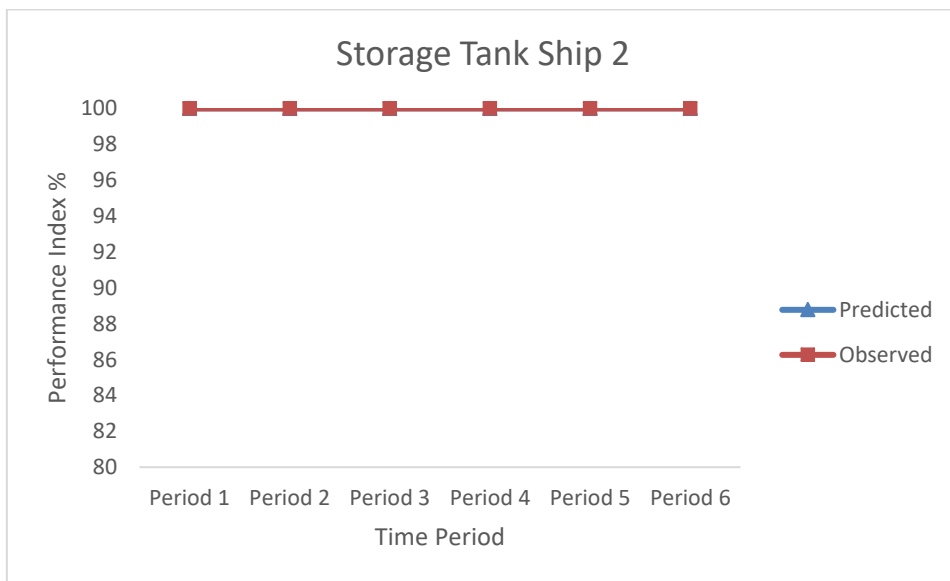 Storage Tank Ship 2
Performance Index %
100
98
96
94
92
90
88
86
84
82
80
Period 1 Period 2 Period 3 Period 4 Period 5 Period 6
Time Period
Predicted
Observed